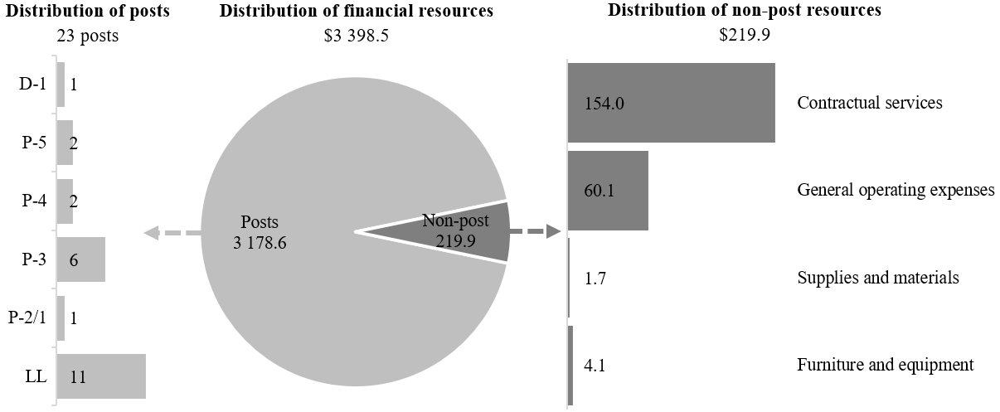 Distribution of posts
23 posts
D-1
1
P-5
2
P-4
2
P-3
6
P-2/1
1
LL
11
Distribution of financial resources
$3 398.5
Posts
3 178.6
Non-post
219.9
Distribution of non-post resources
$219.9
154.0
Contractual services
60.1
General operating expenses
1.7
Supplies and materials
4.1
Furniture and equipment